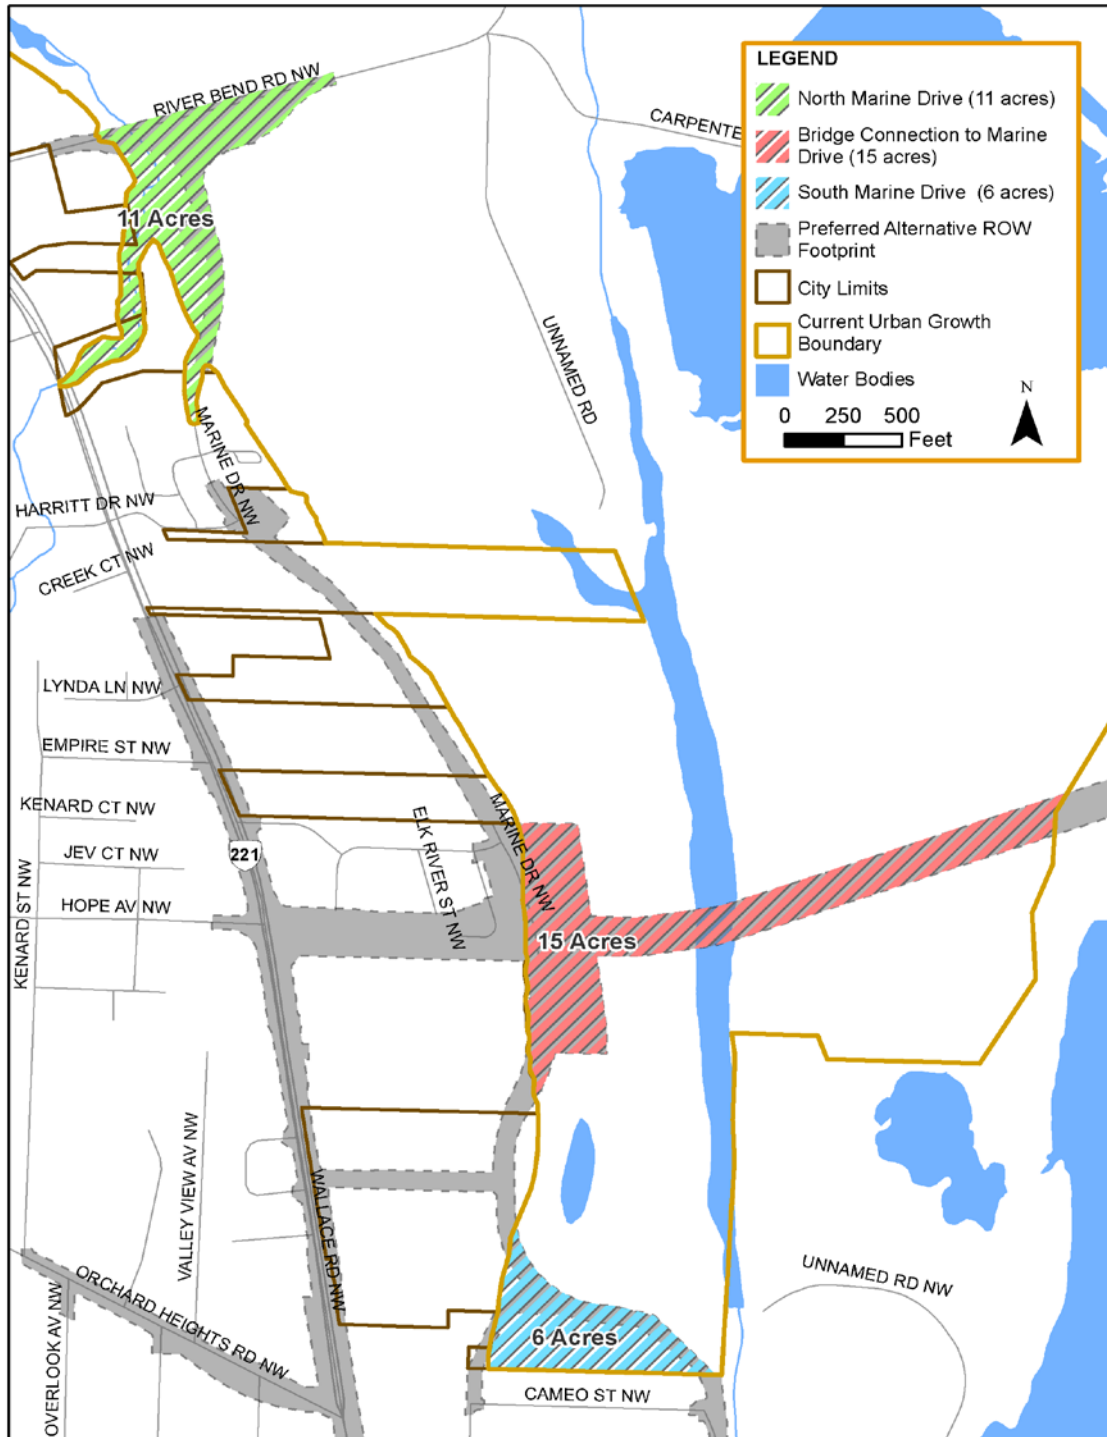 LEGEND
North Marine Drive (11 acres)
Bridge Connection to Marine
Drive (15 acres)
South Marine Drive (6 acres)
Preferred Alternative ROW
Footprint
City Limits
Current Urban Growth
Boundary
Water Bodies
N
0 250 500
Feet
RIVER BEND RD NW
CARPENTE
11 Acres
UNNAMED RD
MARINE DR NW
HARRITT DR NW
CREEK CT NW
LYNDA LN NW
EMPIRE ST NW
KENARD CT NW
JEV CT NW
HOPE AV NW
KENARD ST NW
221
ELK RIVER ST NW
MARINE DR NW
15 Acres
VALLEY VIEW AV NW
WALLACE RD NW
ORCHARD HEIGHTS RD NW
OVERLOOK AV NW
UNNAMED RD NW
6 Acres
CAMEO ST NW